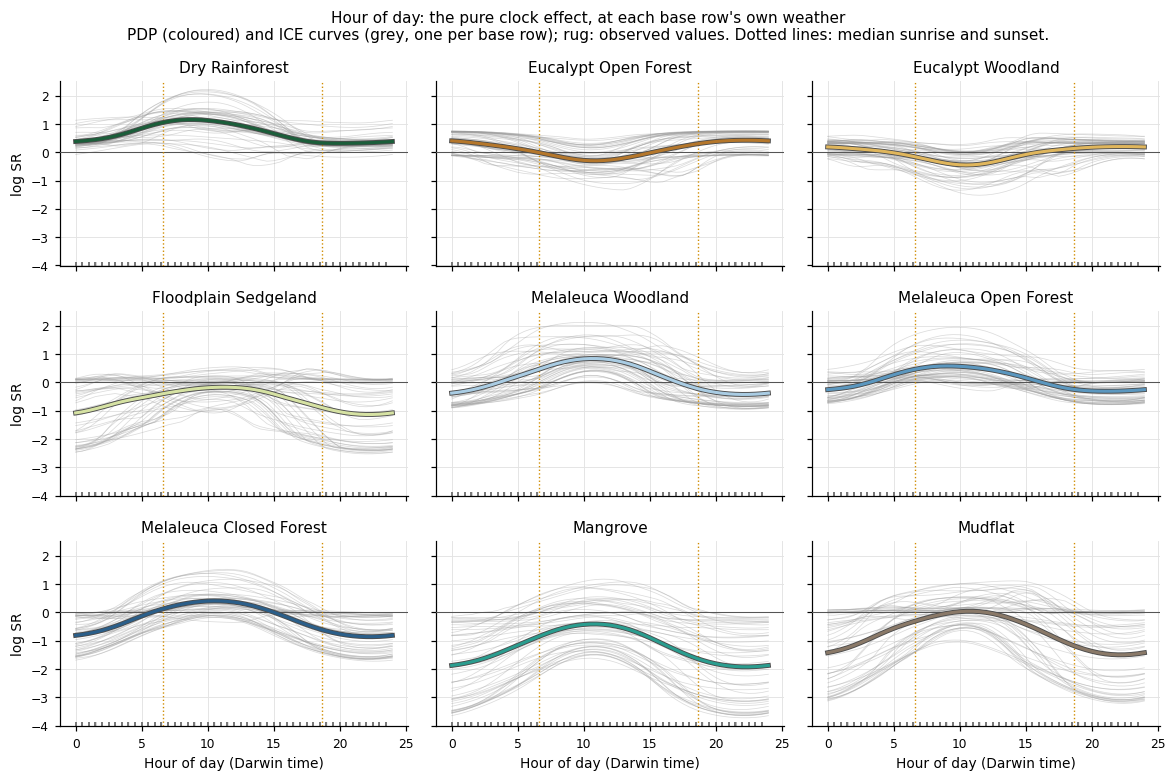 Hour of day: the pure clock effect, at each base row's own weather
PDP (coloured) and ICE curves (grey, one per base row); rug: observed values. Dotted lines: median sunrise and sunset.
Dry Rainforest
Eucalypt Open Forest
Eucalypt Woodland
log SR
2
1
0
−1
−2
−3
−4
Floodplain Sedgeland
Melaleuca Woodland
Melaleuca Open Forest
log SR
2
1
0
−1
−2
−3
−4
Melaleuca Closed Forest
Mangrove
Mudflat
log SR
2
1
0
−1
−2
−3
−4
0 5 10 15 20 25
0 5 10 15 20 25
0 5 10 15 20 25
Hour of day (Darwin time)
Hour of day (Darwin time)
Hour of day (Darwin time)